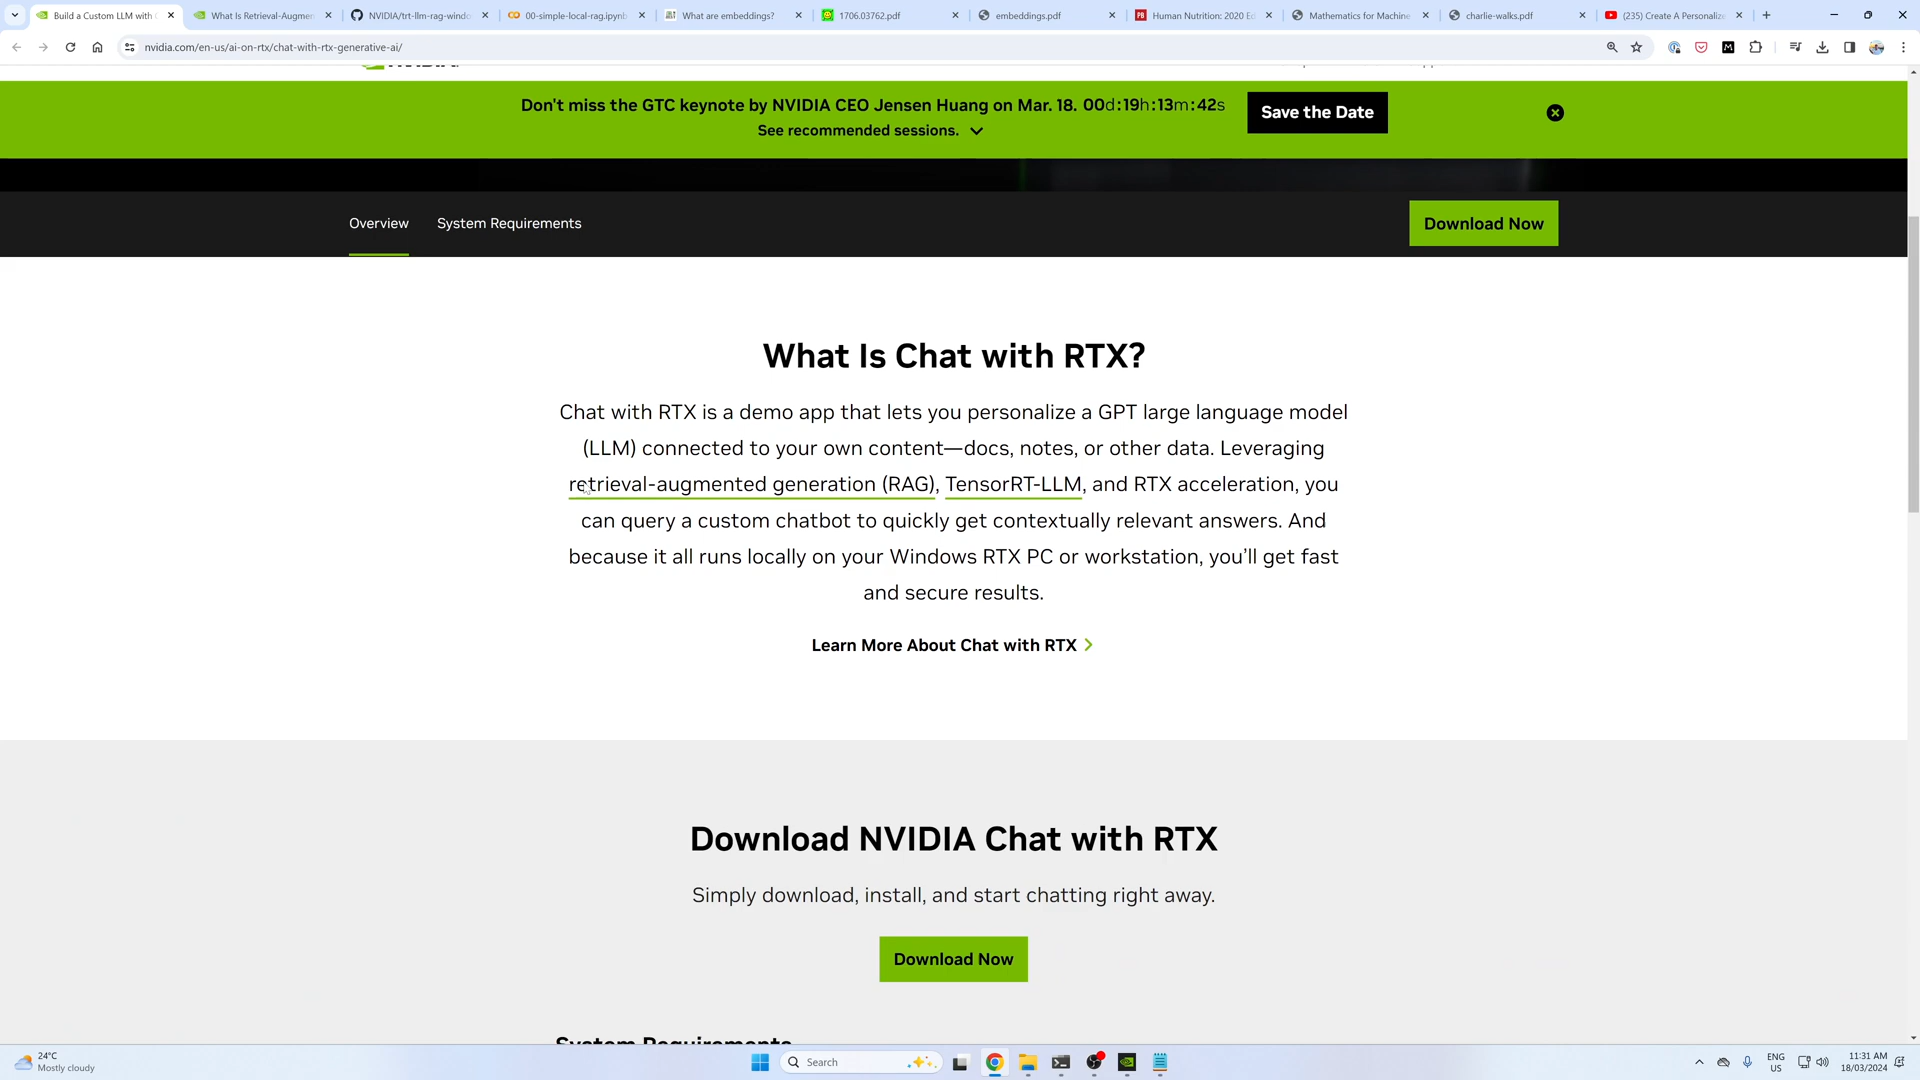 Build a Custom LLM with C
What Is Retrieval-Augmen
NVIDIA/trt-llm-rag-windo
00-simple-local-rag.ipynb
What are embeddings?
1706.03762.pdf
embeddings.pdf
Human Nutrition: 2020 Ed
Mathematics for Machine
charlie-walks.pdf
(235) Create A Personalize
nvidia.com/en-us/ai-on-rtx/chat-with-rtx-generative-ai/
Don't miss the GTC keynote by NVIDIA CEO Jensen Huang on Mar. 18. 00d:19h:13m:42s
See recommended sessions.
Save the Date
Overview
System Requirements
Download Now
What Is Chat with RTX?
Chat with RTX is a demo app that lets you personalize a GPT large language model
(LLM) connected to your own content—docs, notes, or other data. Leveraging
retrieval-augmented generation (RAG), TensorRT-LLM, and RTX acceleration, you
can query a custom chatbot to quickly get contextually relevant answers. And
because it all runs locally on your Windows RTX PC or workstation, you’ll get fast
and secure results.
Learn More About Chat with RTX
Download NVIDIA Chat with RTX
Simply download, install, and start chatting right away.
Download Now
System Requirements
24°C
Mostly cloudy
Search
ENG
US
11:31 AM
18/03/2024